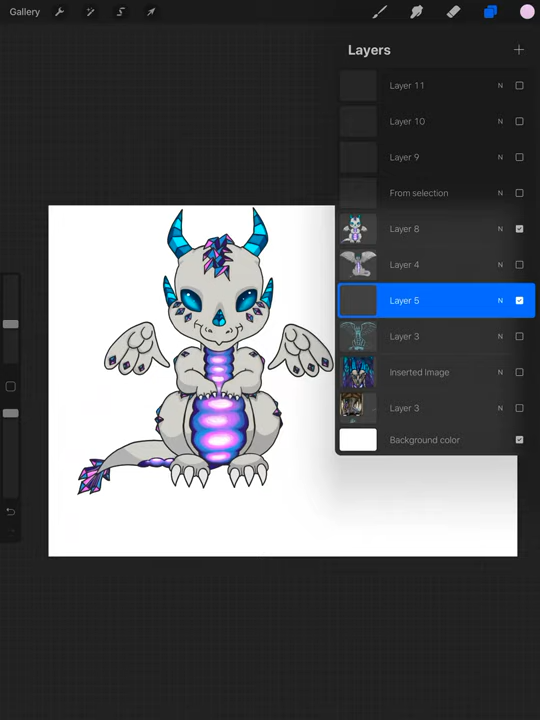 Gallery
Layers
Layer 11 N
Layer 10 N
Layer 9 N
From selection N
Layer 8 N
Layer 4 N
Layer 5 N
Layer 3 N
Inserted Image N
Layer 3 N
Background color